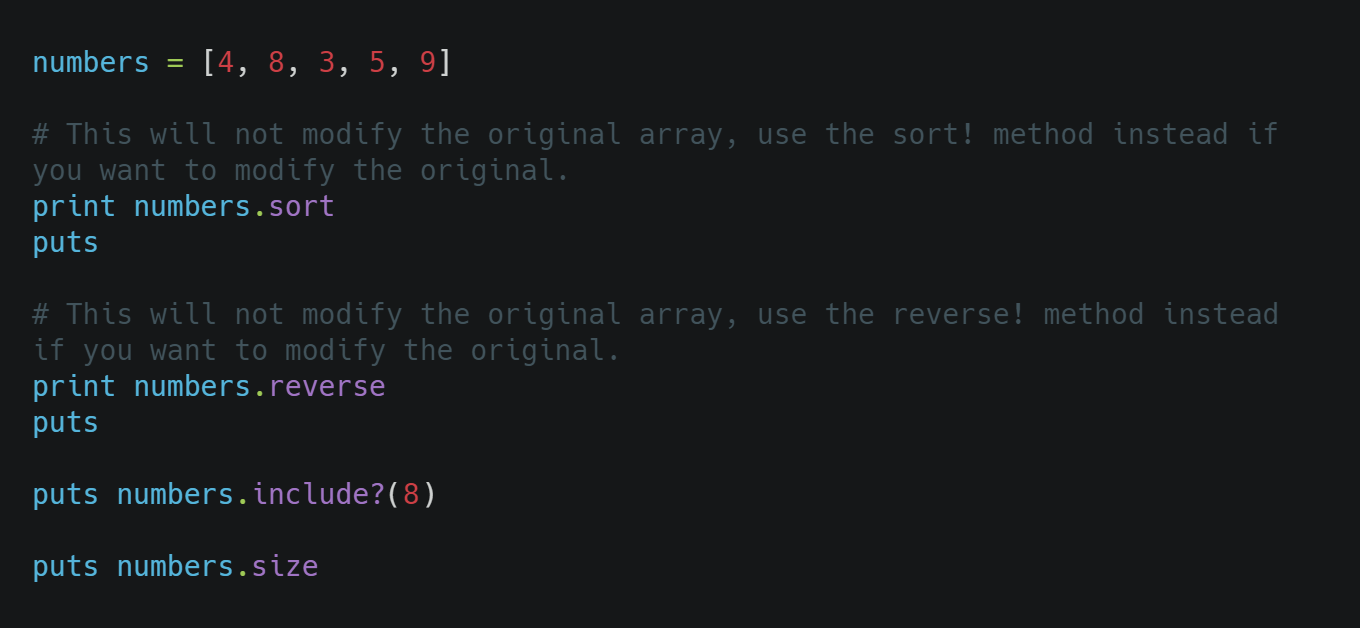 numbers = [4, 8, 3, 5, 9]
# This will not modify the original array, use the sort! method instead if
you want to modify the original.
print numbers.sort
puts
# This will not modify the original array, use the reverse! method instead
if you want to modify the original.
print numbers.reverse
puts
puts numbers.include?(8)
puts numbers.size